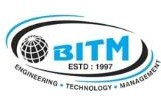 BITM
ESTD : 1997
ENGINEERING • TECHNOLOGY • MANAGEMENT